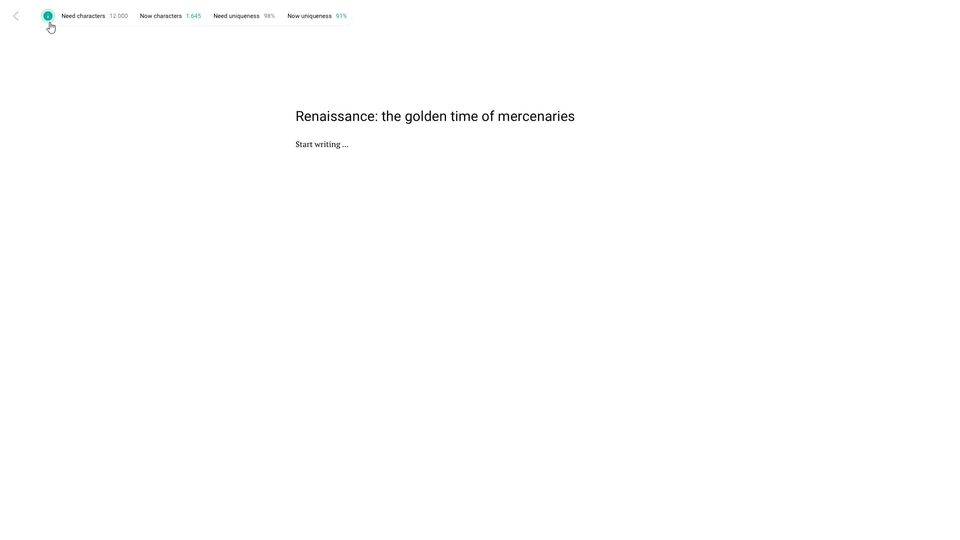 Need characters 12.000 Now characters 1.645 Need uniqueness 98% Now uniqueness 91%
Renaissance: the golden time of mercenaries
Start writing ...